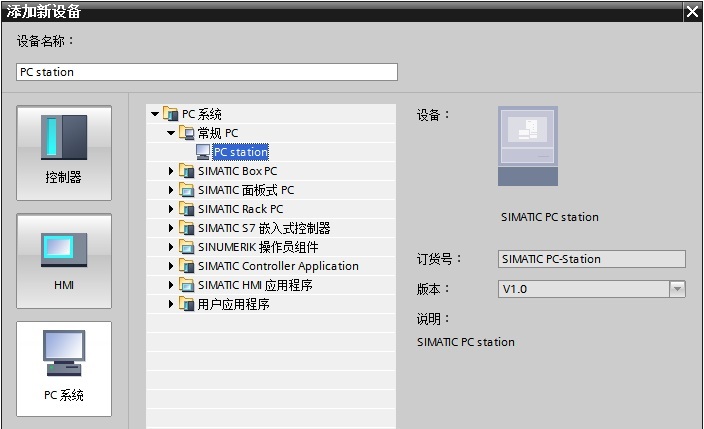 添加新设备
设备名称：
PC station
控制器
HMI
PC 系统
PC 系统
常规 PC
PC station
SIMATIC Box PC
SIMATIC 面板式 PC
SIMATIC Rack PC
SIMATIC S7 嵌入式控制器
SINUMERIK 操作员组件
SIMATIC Controller Application
SIMATIC HMI 应用程序
用户应用程序
设备：
SIMATIC PC station
订货号：
SIMATIC PC-Station
版本：
V1.0
说明：
SIMATIC PC station